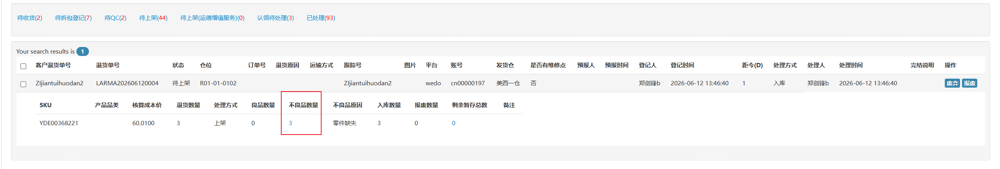 待收货(2) 待拆包登记(7) 待QC(2) 待上架(44) 待上架(运德增值服务)(0) 认领待处理(3) 已处理(93)
Your search results is 1
客户退货单号 退货单号 状态 仓位 订单号 退货原因 运输方式 跟踪号 图片 平台 账号 发货仓 是否有维修点 预报人 预报时间 登记人 登记时间 距今(D) 处理方式 处理人 处理时间 完结说明 操作
ZIjiantuihuodan2 LARMA202606120004 待上架 R01-01-0102 ZIjiantuihuodan2 wedo cn00000197 美西一仓 否 郑剑锋b 2026-06-12 13:46:40 1 入库 郑剑锋b 2026-06-12 13:46:40 废弃 报废
SKU 产品品类 核算成本价 退货数量 处理方式 良品数量 不良品数量 不良品原因 入库数量 报废数量 剩余暂存总数 备注
YDE00368221 60.0100 3 上架 0 3 零件缺失 3 0 0